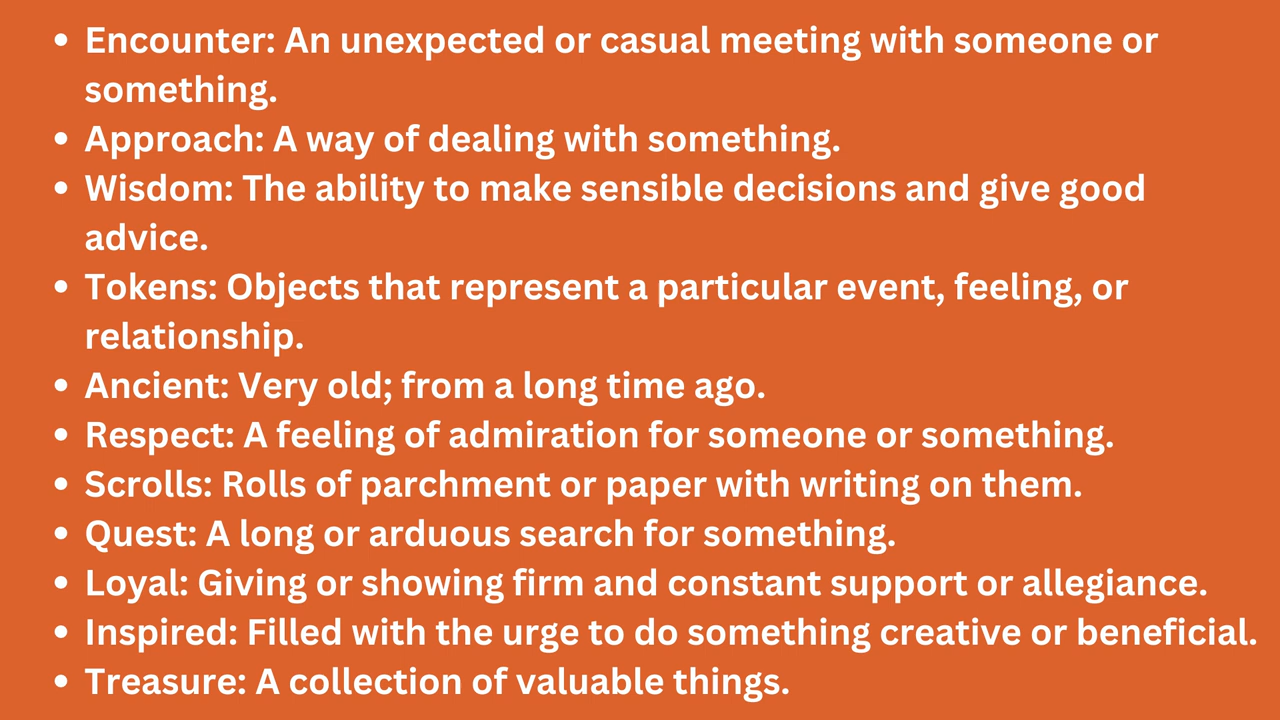 • Encounter: An unexpected or casual meeting with someone or
something.
• Approach: A way of dealing with something.
• Wisdom: The ability to make sensible decisions and give good
advice.
• Tokens: Objects that represent a particular event, feeling, or
relationship.
• Ancient: Very old; from a long time ago.
• Respect: A feeling of admiration for someone or something.
• Scrolls: Rolls of parchment or paper with writing on them.
• Quest: A long or arduous search for something.
• Loyal: Giving or showing firm and constant support or allegiance.
• Inspired: Filled with the urge to do something creative or beneficial.
• Treasure: A collection of valuable things.